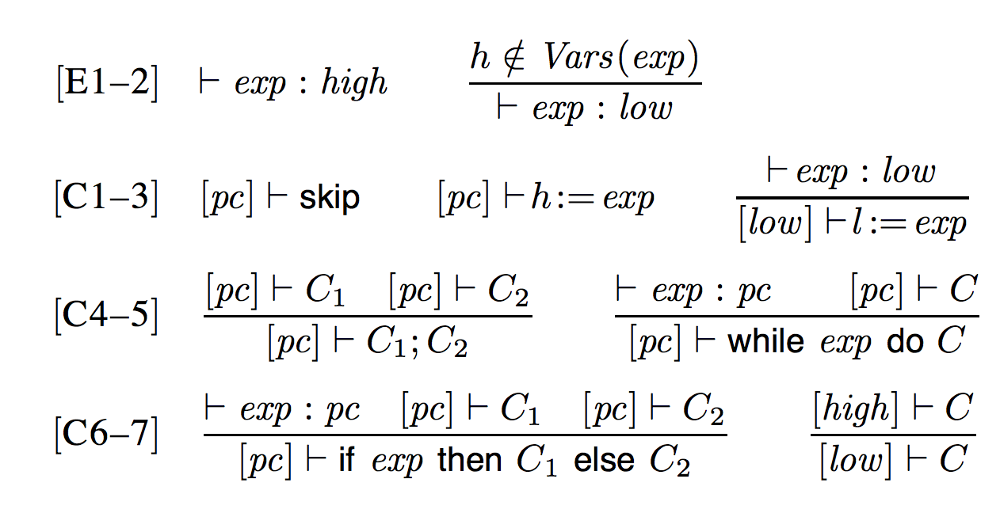 [E1–2] ⊢ exp : high h ∉ Vars(exp)
⊢ exp : low
[C1–3] [pc] ⊢ skip [pc] ⊢ h := exp ⊢ exp : low
[low] ⊢ l := exp
[C4–5] [pc] ⊢ C₁ [pc] ⊢ C₂ ⊢ exp : pc [pc] ⊢ C
[pc] ⊢ C₁; C₂ [pc] ⊢ while exp do C
[C6–7] ⊢ exp : pc [pc] ⊢ C₁ [pc] ⊢ C₂ [high] ⊢ C
[pc] ⊢ if exp then C₁ else C₂ [low] ⊢ C